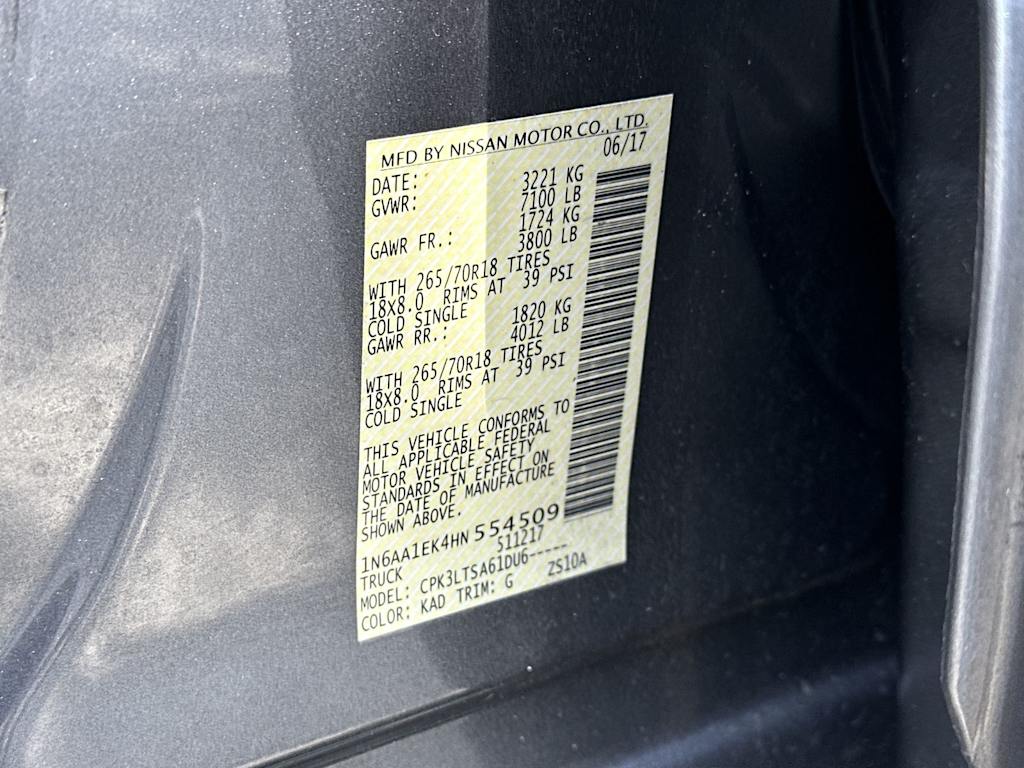 MFD BY NISSAN MOTOR CO., LTD.
DATE: 06/17
GVWR: 3221 KG
7100 LB
GAWR FR.: 1724 KG
3800 LB
WITH 265/70R18 TIRES
18X8.0 RIMS AT 39 PSI
COLD SINGLE
GAWR RR.: 1820 KG
4012 LB
WITH 265/70R18 TIRES
18X8.0 RIMS AT 39 PSI
COLD SINGLE
THIS VEHICLE CONFORMS TO
ALL APPLICABLE FEDERAL
MOTOR VEHICLE SAFETY
STANDARDS IN EFFECT ON
THE DATE OF MANUFACTURE
SHOWN ABOVE.
1N6AA1EK4HN554509
TRUCK S11217
MODEL: CPK3LTSA61DU6-----
COLOR: KAD TRIM: G ZS10A